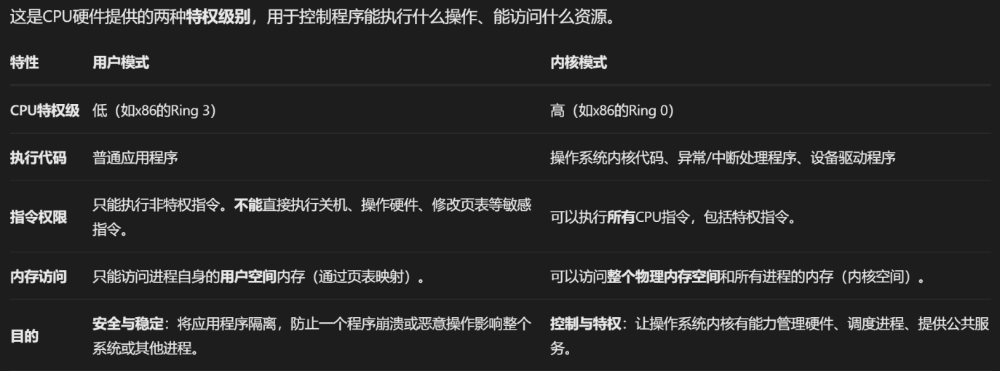 这是CPU硬件提供的两种特权级别，用于控制程序能执行什么操作、能访问什么资源。
特性 用户模式 内核模式
CPU特权级 低（如x86的Ring 3） 高（如x86的Ring 0）
执行代码 普通应用程序 操作系统内核代码、异常/中断处理程序、设备驱动程序
指令权限 只能执行非特权指令。不能直接执行关机、操作硬件、修改页表等敏感
指令。 可以执行所有CPU指令，包括特权指令。
内存访问 只能访问进程自身的用户空间内存（通过页表映射）。 可以访问整个物理内存空间和所有进程的内存（内核空间）。
目的 安全与稳定：将应用程序隔离，防止一个程序崩溃或恶意操作影响整个
系统或其他进程。 控制与特权：让操作系统内核有能力管理硬件、调度进程、提供公共服
务。